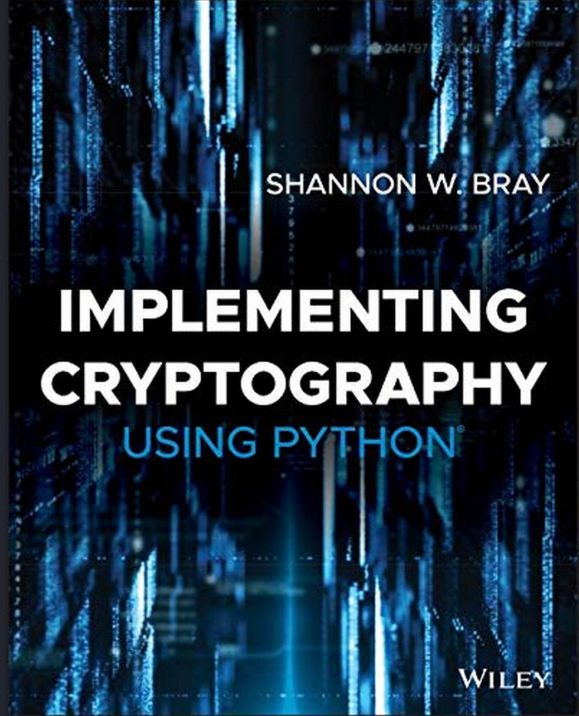 SHANNON W. BRAY
IMPLEMENTING
CRYPTOGRAPHY
USING PYTHON®
WILEY